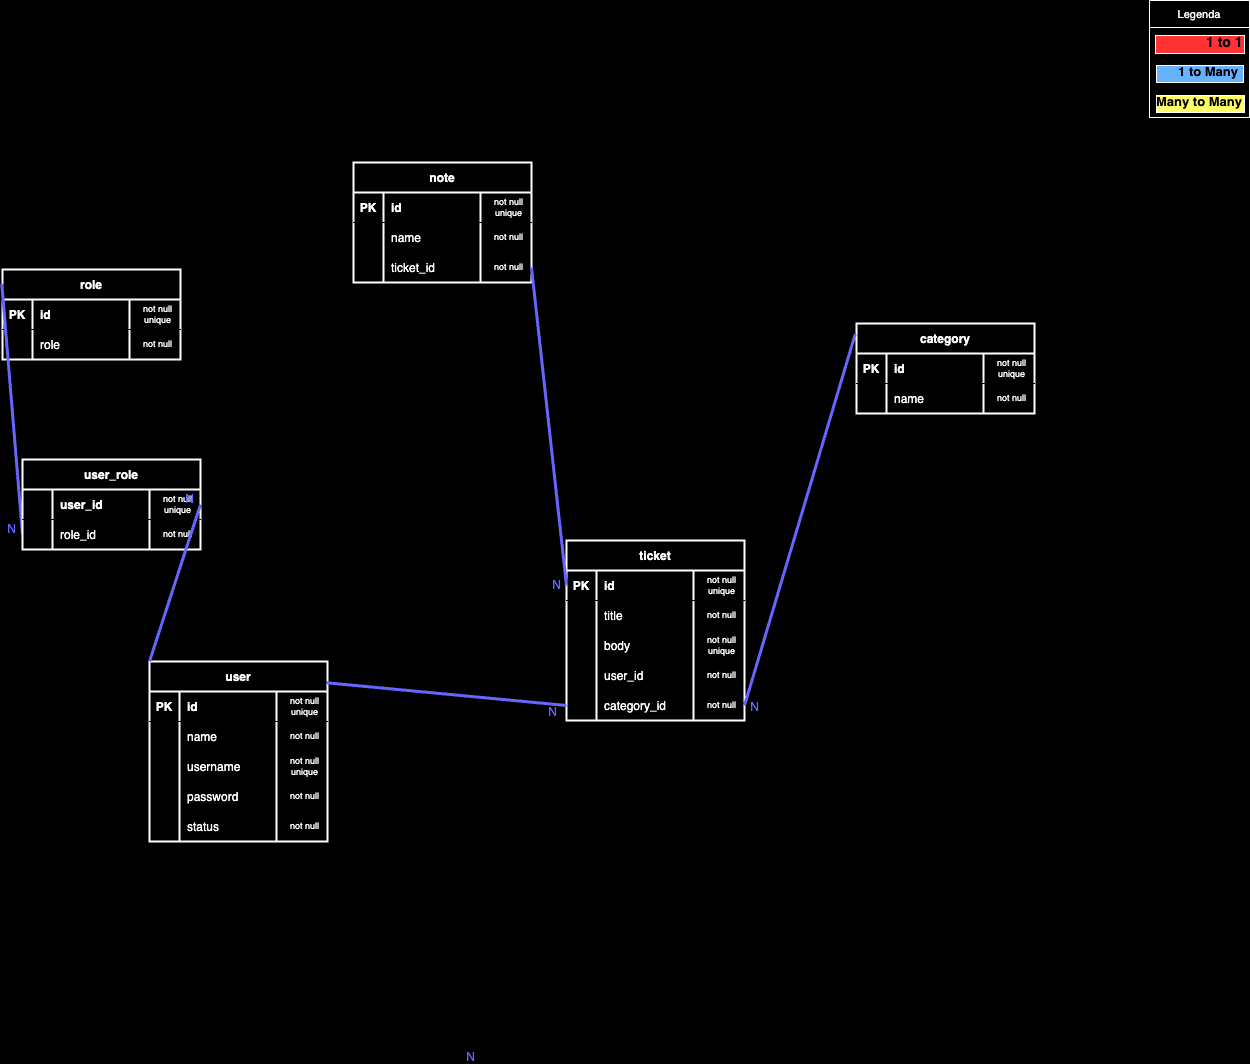 Legenda
1 to 1
1 to Many
Many to Many
note
PK id not null
unique
name not null
ticket_id not null
role
PK id not null
unique
role not null
category
PK id not null
unique
name not null
user_role
user_id not null
unique
N
role_id not null
N
ticket
N
PK id not null
unique
title not null
body not null
unique
user_id not null
category_id not null
N
N
user
PK id not null
unique
name not null
username not null
unique
password not null
status not null
N